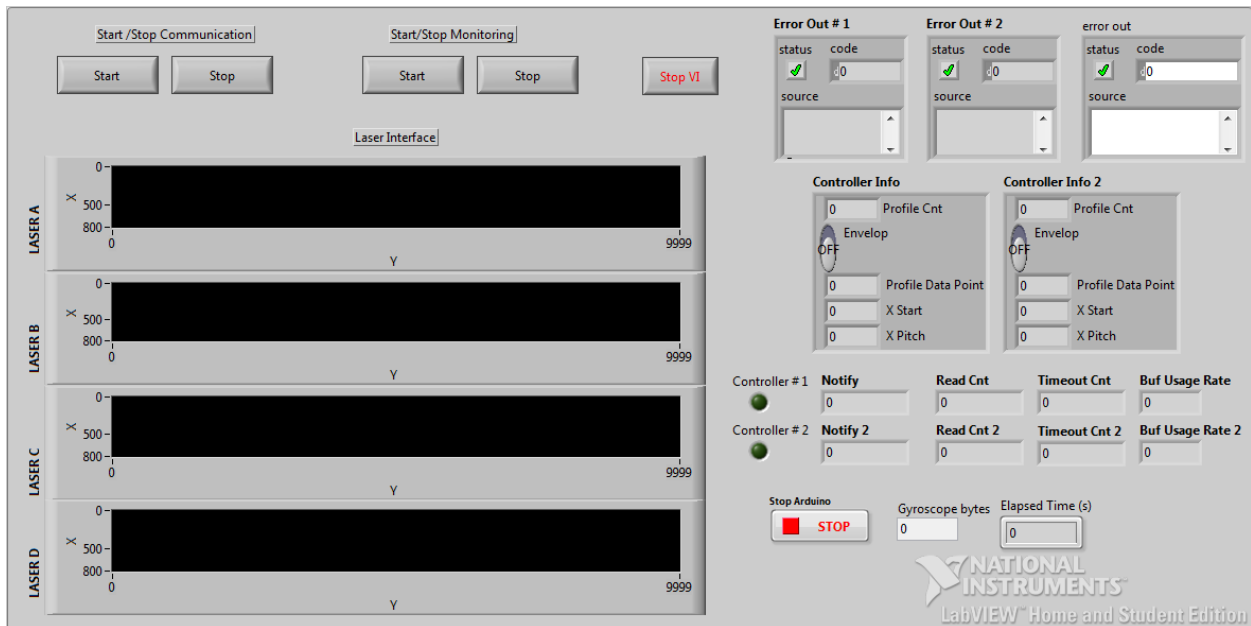 Start /Stop Communication
Start
Stop
Start/Stop Monitoring
Start
Stop
Stop VI
Laser Interface
LASER A
X
0
500
800
0
9999
Y
LASER B
X
0
500
800
0
9999
Y
LASER C
X
0
500
800
0
9999
Y
LASER D
X
0
500
800
0
9999
Y
Error Out # 1
status code
d0
source
Error Out # 2
status code
d0
source
error out
status code
d0
source
Controller Info
0 Profile Cnt
Envelop
OFF
0 Profile Data Point
0 X Start
0 X Pitch
Controller Info 2
0 Profile Cnt
Envelop
OFF
0 Profile Data Point
0 X Start
0 X Pitch
Controller # 1 Notify Read Cnt Timeout Cnt Buf Usage Rate
0 0 0 0
Controller # 2 Notify 2 Read Cnt 2 Timeout Cnt 2 Buf Usage Rate 2
0 0 0 0
Stop Arduino
STOP
Gyroscope bytes
0
Elapsed Time (s)
0
NATIONAL
INSTRUMENTS™
LabVIEW™ Home and Student Edition